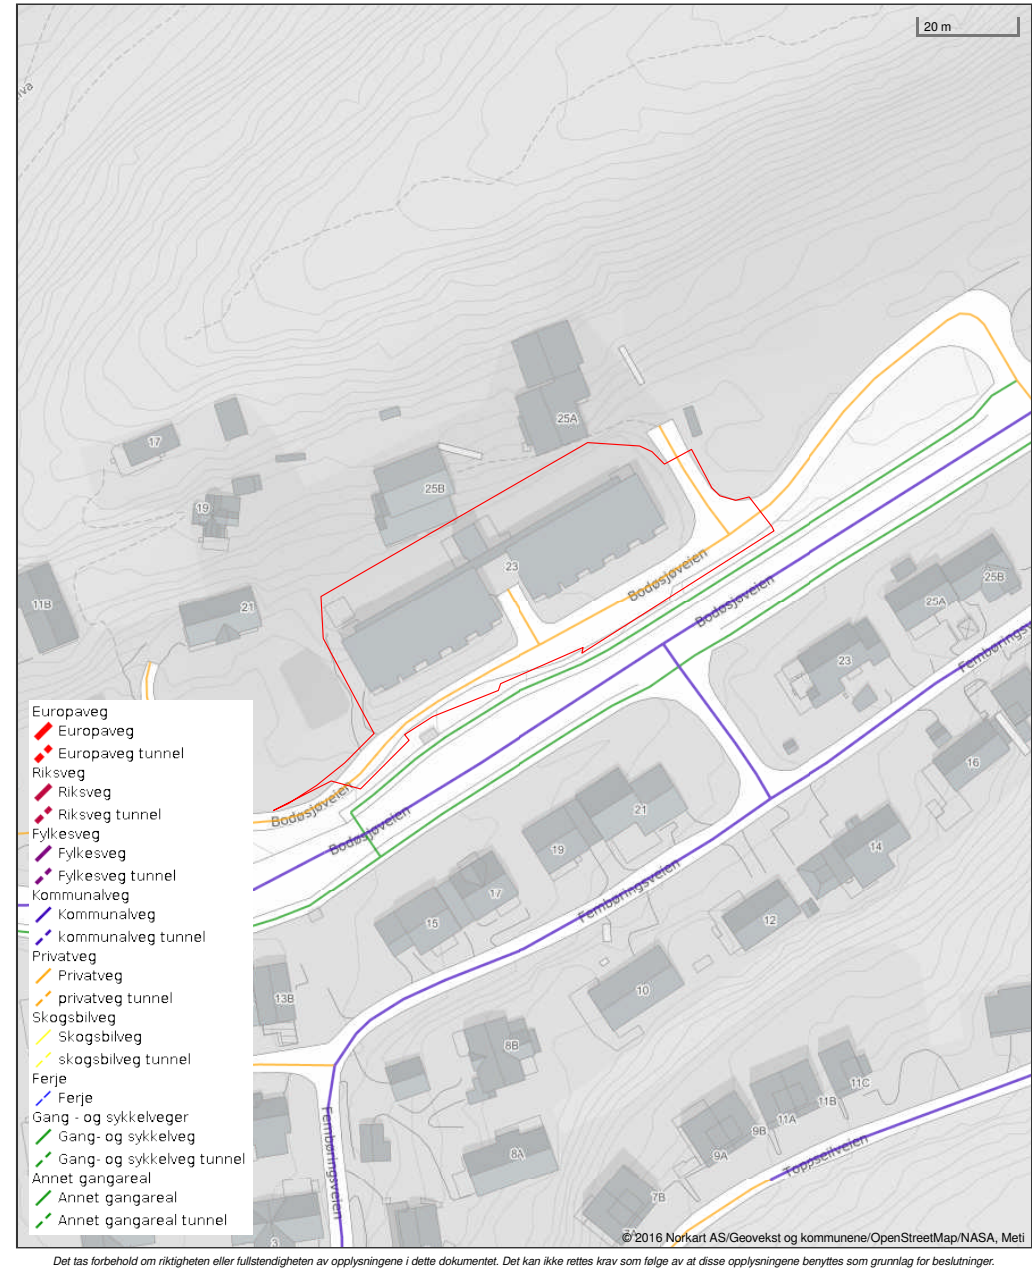 20 m
25A
17
25B
19
23
Bodøsjøveien
11B
21
Bodøsjøveien
25B
25A
Fembøringsv
23
16
Bodøsjøveien
Bodøsjøveien
21
19
14
17
Fembøringsveien
15
12
13B
10
8B
11C
11B
11A
9B
9A
8A
Toppseilveien
Fembøringsveien
7B
3
Europaveg
Europaveg
Europaveg tunnel
Riksveg
Riksveg
Riksveg tunnel
Fylkesveg
Fylkesveg
Fylkesveg tunnel
Kommunalveg
Kommunalveg
kommunalveg tunnel
Privatveg
Privatveg
privatveg tunnel
Skogsbilveg
Skogsbilveg
skogsbilveg tunnel
Ferje
Ferje
Gang - og sykkelveger
Gang- og sykkelveg
Gang- og sykkelveg tunnel
Annet gangareal
Annet gangareal
Annet gangareal tunnel
© 2016 Norkart AS/Geovekst og kommunene/OpenStreetMap/NASA, Meti
Det tas forbehold om riktigheten eller fullstendigheten av opplysningene i dette dokumentet. Det kan ikke rettes krav som følge av at disse opplysningene benyttes som grunnlag for beslutninger.